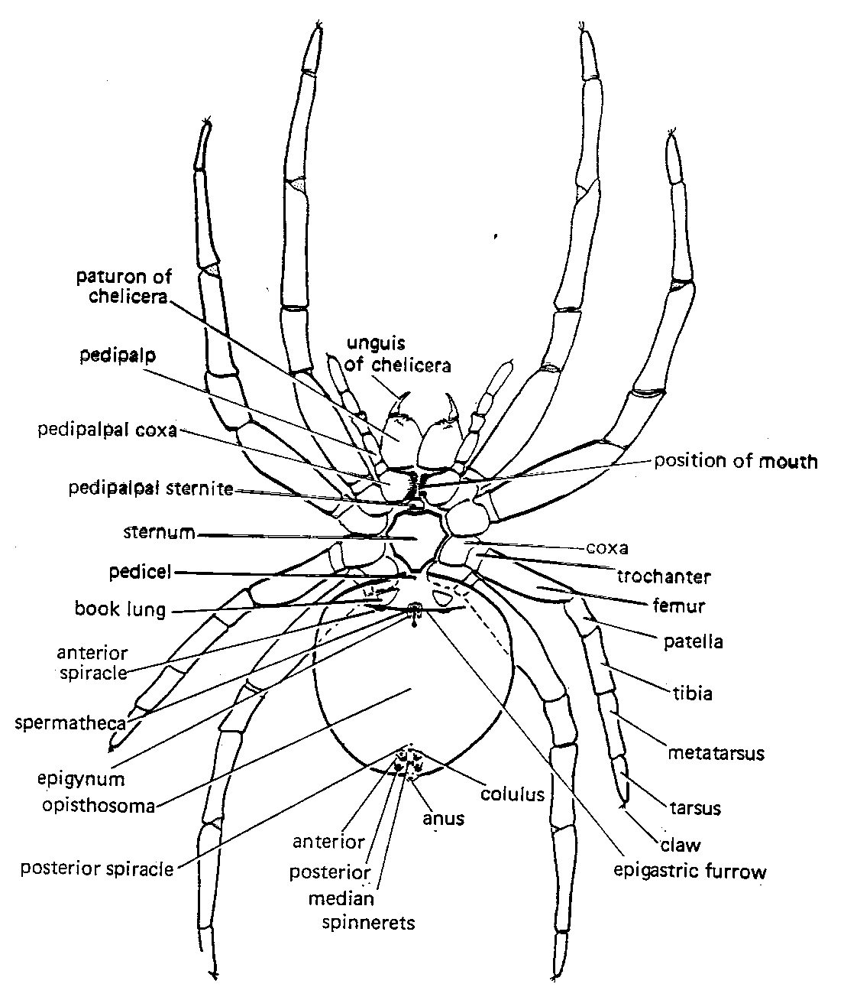 paturon of
chelicera
pedipalp
unguis
of chelicera
pedipalpal coxa
position of mouth
pedipalpal sternite
sternum
coxa
pedicel
trochanter
book lung
femur
patella
anterior
spiracle
tibia
spermatheca
metatarsus
epigynum
colulus
opisthosoma
tarsus
anus
anterior
claw
posterior spiracle
posterior
epigastric furrow
median
spinnerets